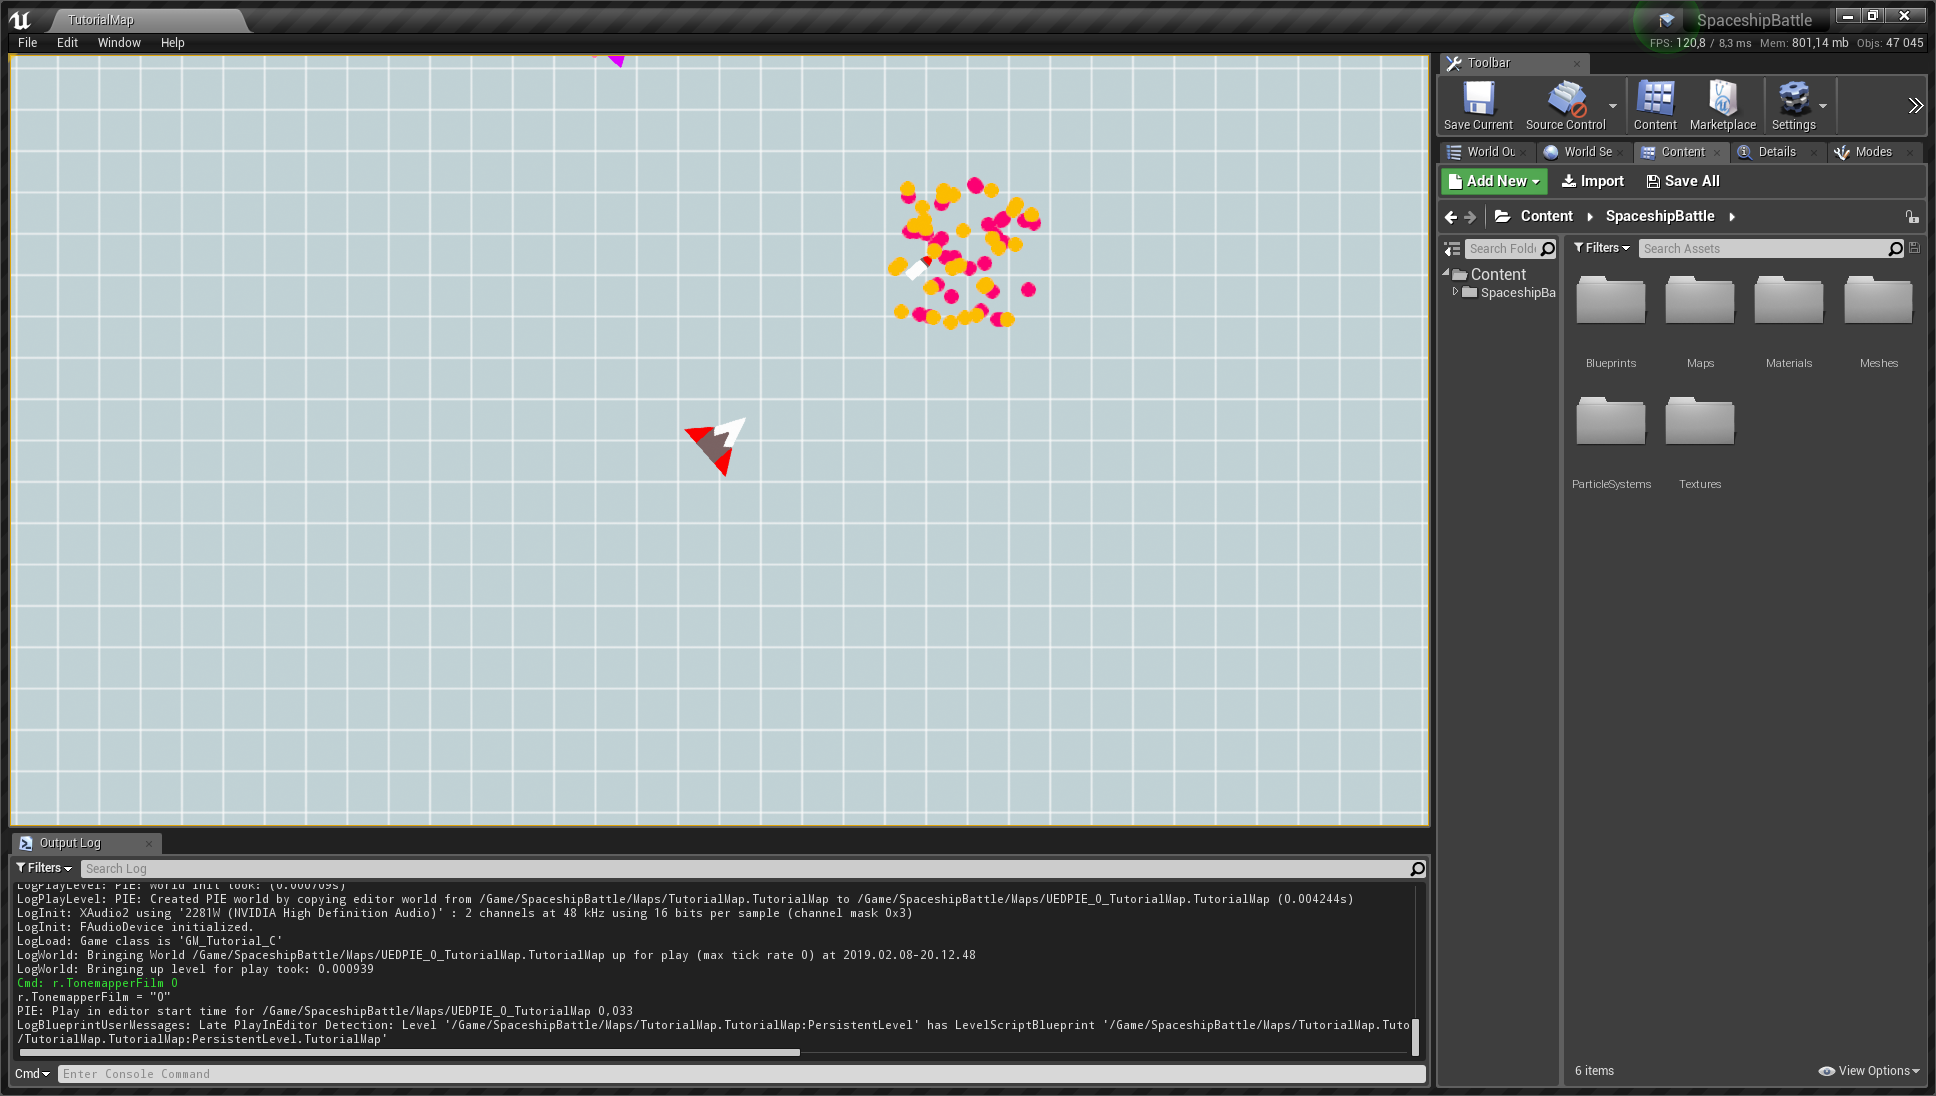 TutorialMap
SpaceshipBattle
File Edit Window Help
FPS: 120,8 / 8,3 ms Mem: 801,14 mb Objs: 47 045
Toolbar
Save Current Source Control Content Marketplace Settings
World Ou World Se Content Details Modes
Add New Import Save All
Content SpaceshipBattle
Search Folde Filters Search Assets
Content
SpaceshipBa
Blueprints Maps Materials Meshes
ParticleSystems Textures
Output Log
Filters Search Log
LogPlayLevel: PIE: World Init took: (0.000709s)
LogPlayLevel: PIE: Created PIE world by copying editor world from /Game/SpaceshipBattle/Maps/TutorialMap.TutorialMap to /Game/SpaceshipBattle/Maps/UEDPIE_0_TutorialMap.TutorialMap (0.004244s)
LogInit: XAudio2 using '2281W (NVIDIA High Definition Audio)' : 2 channels at 48 kHz using 16 bits per sample (channel mask 0x3)
LogInit: FAudioDevice initialized.
LogLoad: Game class is 'GM_Tutorial_C'
LogWorld: Bringing World /Game/SpaceshipBattle/Maps/UEDPIE_0_TutorialMap.TutorialMap up for play (max tick rate 0) at 2019.02.08-20.12.48
LogWorld: Bringing up level for play took: 0.000939
Cmd: r.TonemapperFilm 0
r.TonemapperFilm = "0"
PIE: Play in editor start time for /Game/SpaceshipBattle/Maps/UEDPIE_0_TutorialMap 0,033
LogBlueprintUserMessages: Late PlayInEditor Detection: Level '/Game/SpaceshipBattle/Maps/TutorialMap.TutorialMap:PersistentLevel' has LevelScriptBlueprint '/Game/SpaceshipBattle/Maps/TutorialMap.Tuto
/TutorialMap.TutorialMap:PersistentLevel.TutorialMap'
Cmd Enter Console Command
6 items View Options